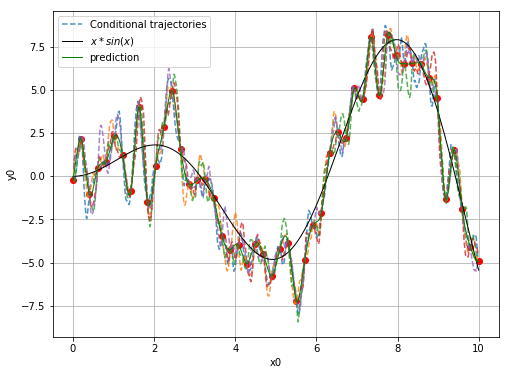 Conditional trajectories
x * sin(x)
prediction
7.5
5.0
2.5
0.0
−2.5
−5.0
−7.5
y0
0 2 4 6 8 10
x0